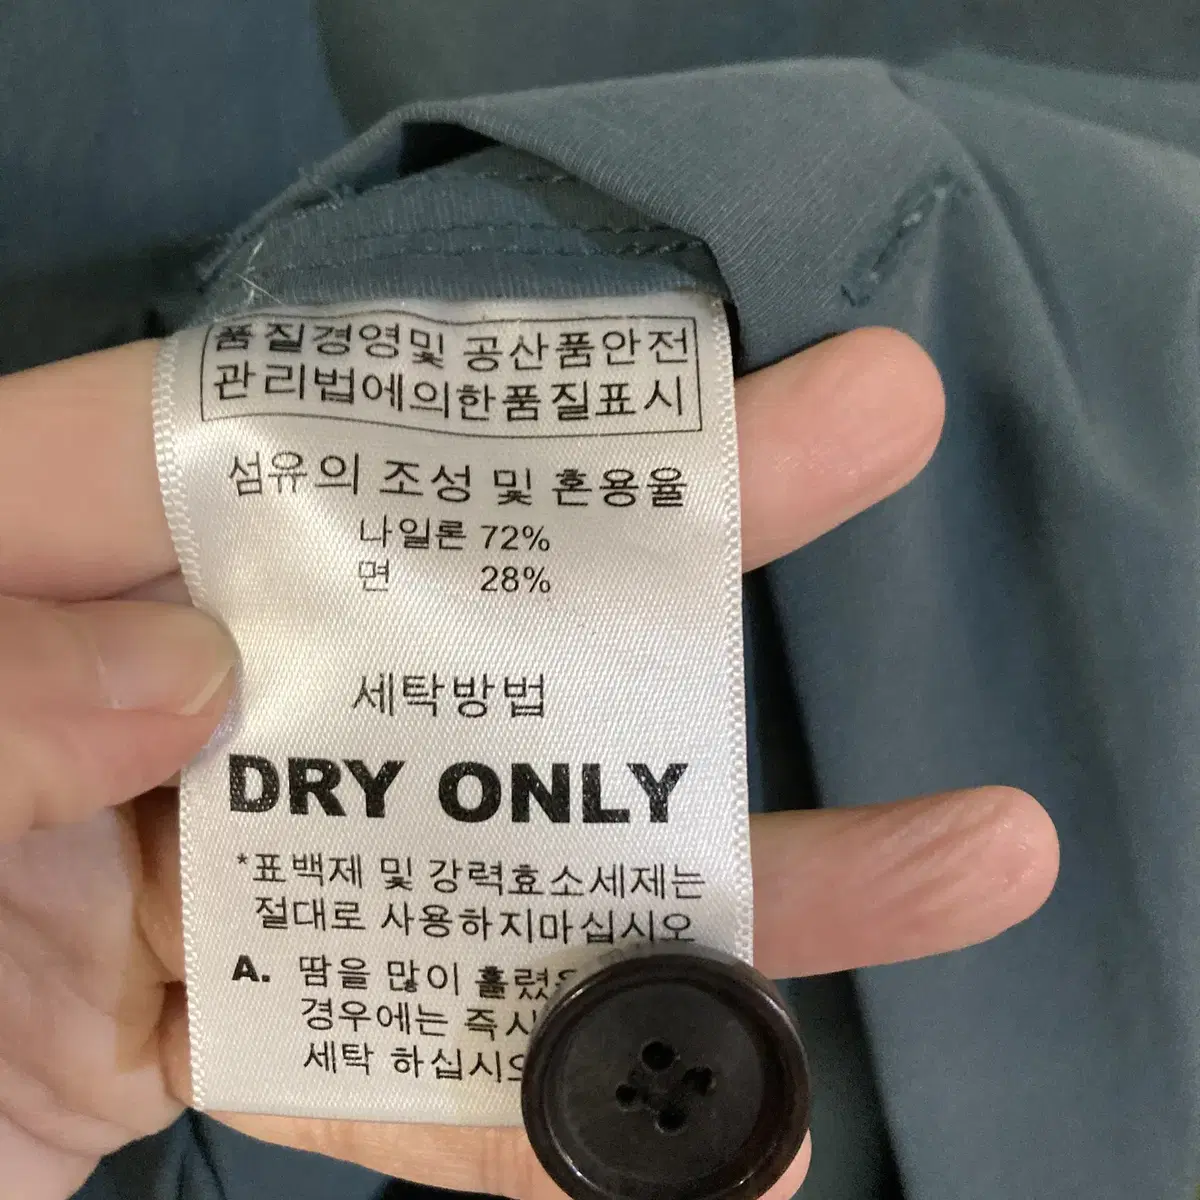 품질경영및 공산품안전
관리법에의한품질표시
섬유의 조성 및 혼용율
나일론 72%
면 28%
세탁방법
DRY ONLY
*표백제 및 강력효소세제는
절대로 사용하지마십시오
A. 땀을 많이 흘렸
경우에는 즉시
세탁 하십시오